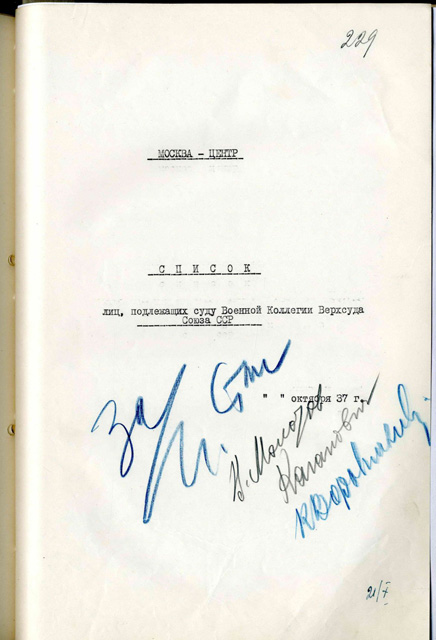 229
МОСКВА - ЦЕНТР
СПИСОК
лиц, подлежащих суду Военной Коллегии Верхсуда
Союза ССР
" " октября 37 г.
За И. Ст
В. Молотов
Каганович
К Ворошилов
21/X